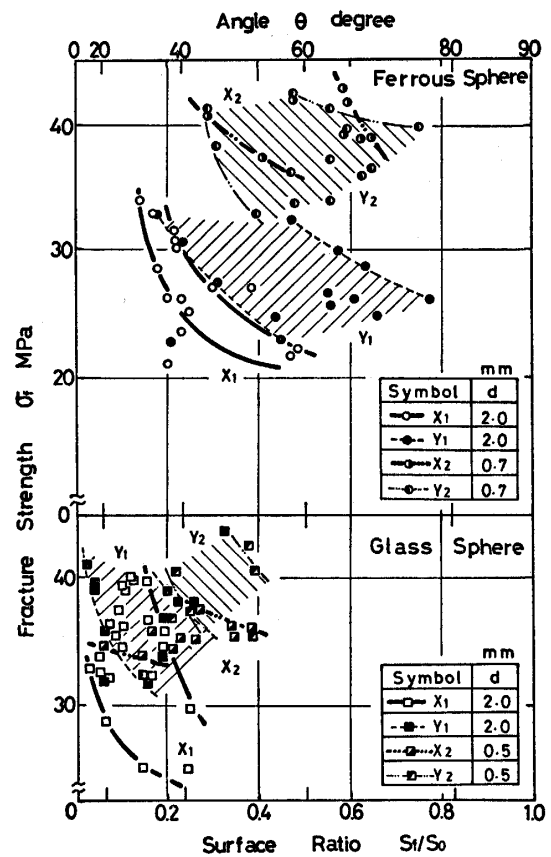 Angle θ degree
0 20 40 60 80 90
Ferrous Sphere
X2
40
Y2
30
Y1
X1
20
mm
Symbol d
X1 2.0
Y1 2.0
X2 0.7
Y2 0.7
Fracture Strength σf MPa
0
Glass Sphere
Y1
Y2
40
X2
30
X1
mm
Symbol d
X1 2.0
Y1 2.0
X2 0.5
Y2 0.5
0 0.2 0.4 0.6 0.8 1.0
Surface Ratio Sf/S0